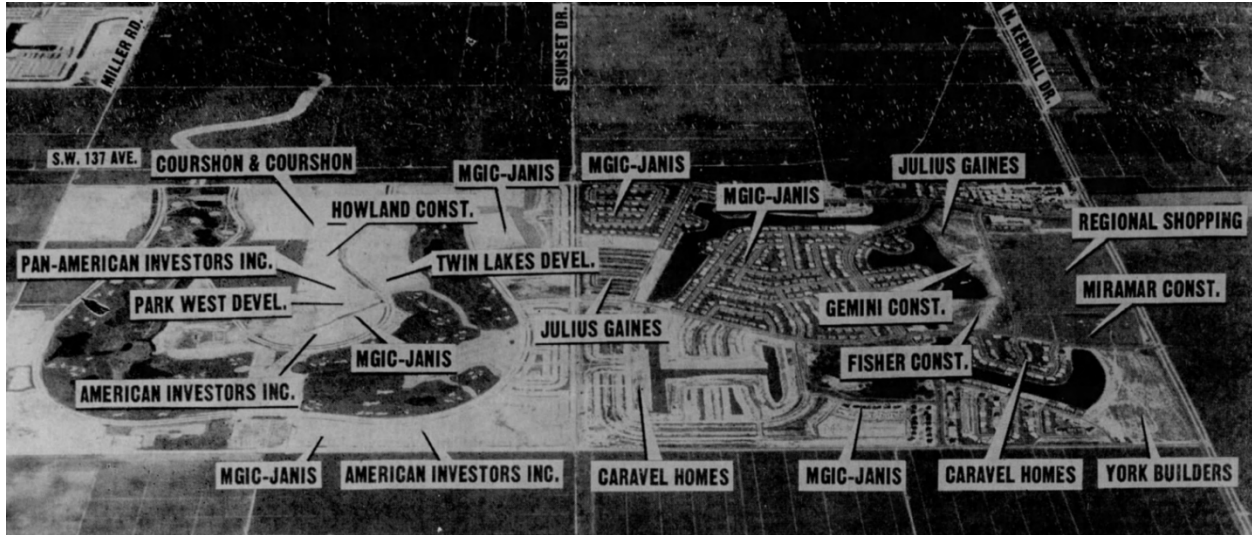 MILLER RD.
SUNSET DR.
N. KENDALL DR.
S.W. 137 AVE.
COURSHON & COURSHON
MGIC-JANIS
MGIC-JANIS
MGIC-JANIS
JULIUS GAINES
HOWLAND CONST.
REGIONAL SHOPPING
PAN-AMERICAN INVESTORS INC.
TWIN LAKES DEVEL.
PARK WEST DEVEL.
GEMINI CONST.
MIRAMAR CONST.
JULIUS GAINES
MGIC-JANIS
FISHER CONST.
AMERICAN INVESTORS INC.
MGIC-JANIS
AMERICAN INVESTORS INC.
CARAVEL HOMES
MGIC-JANIS
CARAVEL HOMES
YORK BUILDERS